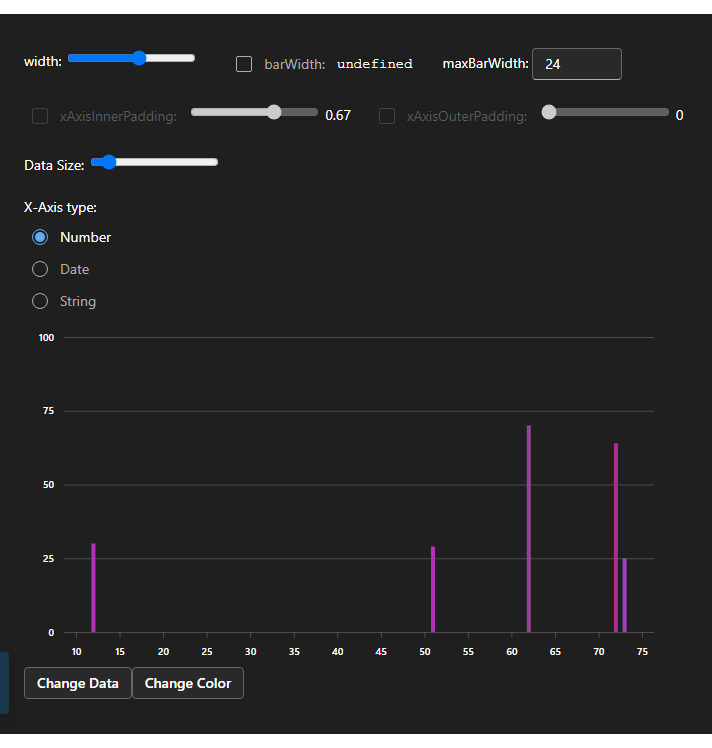 width: barWidth: undefined maxBarWidth: 24
xAxisInnerPadding: 0.67 xAxisOuterPadding: 0
Data Size:
X-Axis type:
Number
Date
String
100
75
50
25
0
10 15 20 25 30 35 40 45 50 55 60 65 70 75
Change Data Change Color